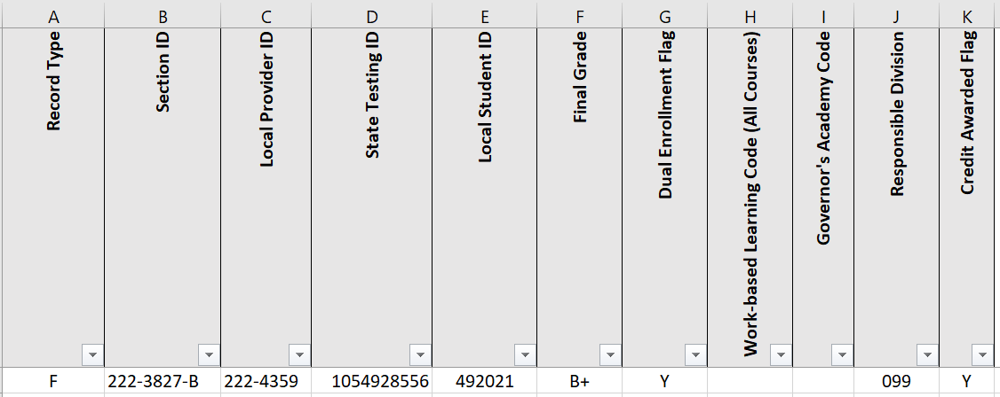 A B C D E F G H I J K
Record Type
Section ID
Local Provider ID
State Testing ID
Local Student ID
Final Grade
Dual Enrollment Flag
Work-based Learning Code (All Courses)
Governor's Academy Code
Responsible Division
Credit Awarded Flag
F 222-3827-B 222-4359 1054928556 492021 B+ Y 099 Y